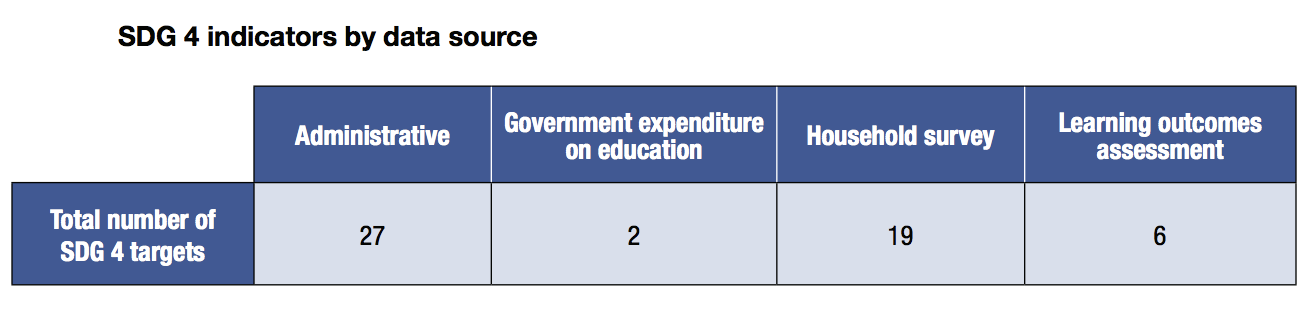 SDG 4 indicators by data source
Administrative
Government expenditure
on education
Household survey
Learning outcomes
assessment
Total number of
SDG 4 targets
27
2
19
6